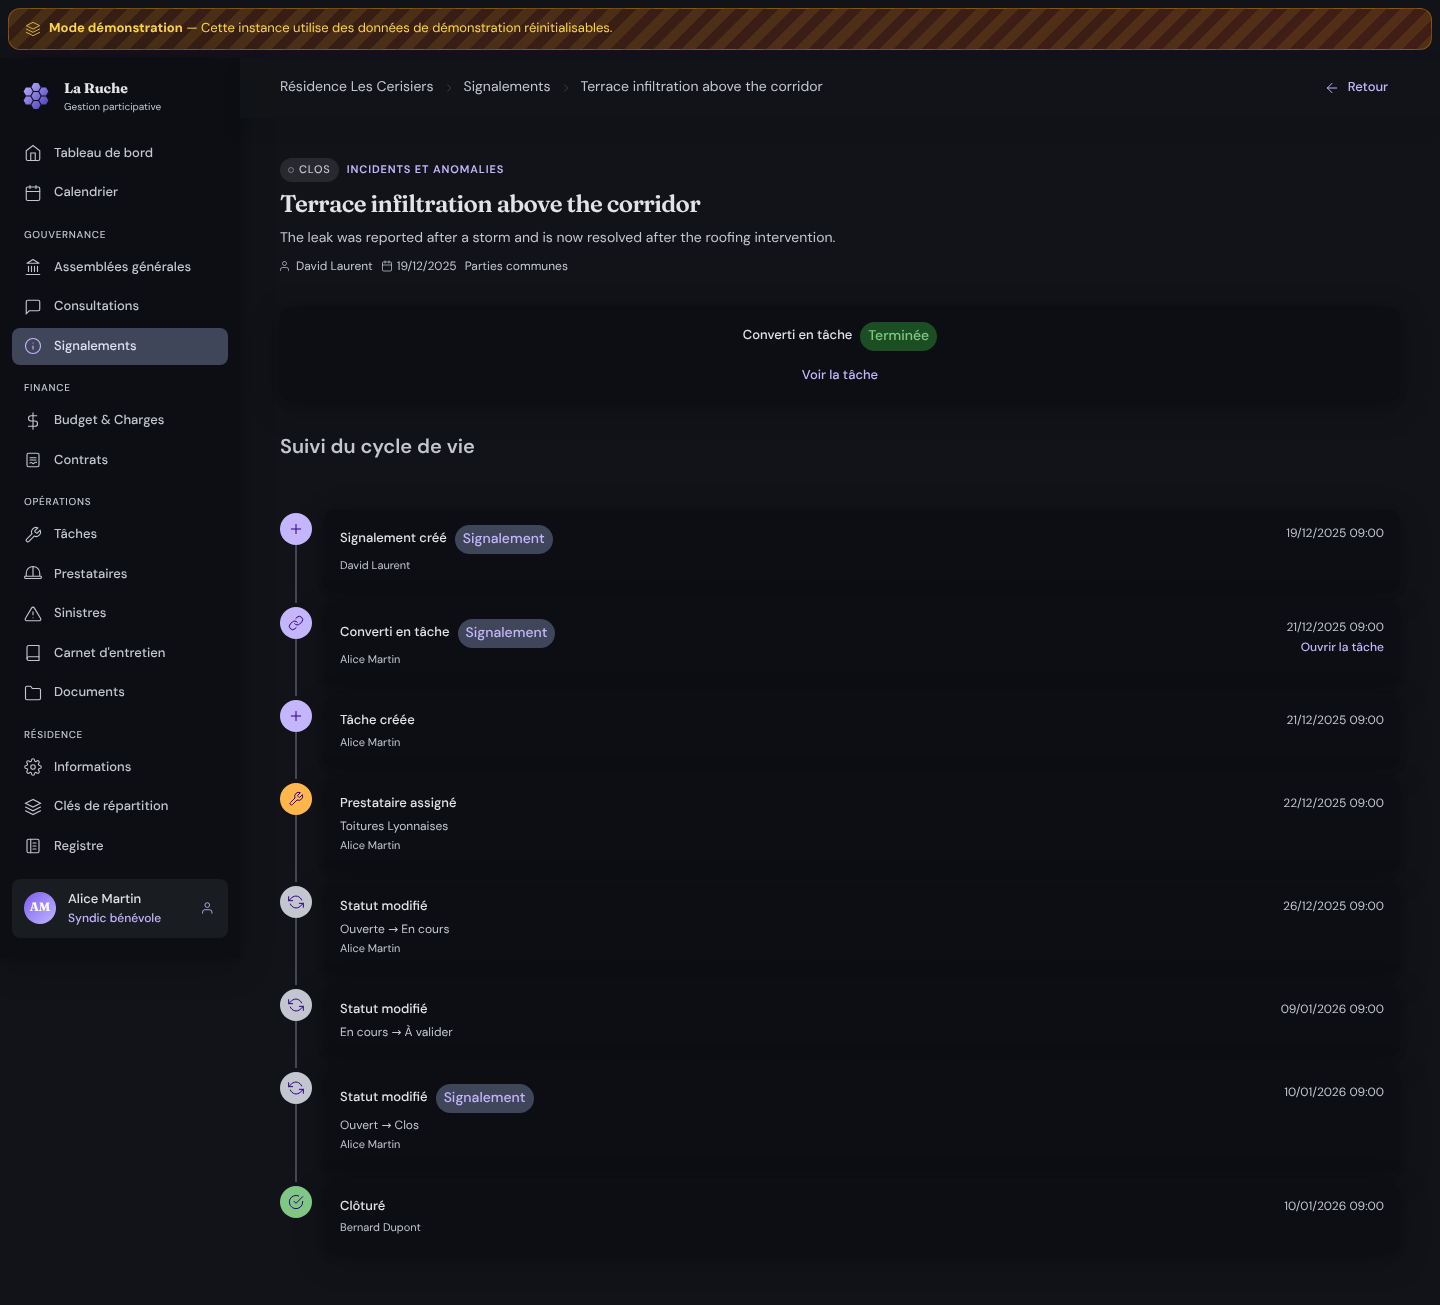 Mode démonstration — Cette instance utilise des données de démonstration réinitialisables.
La Ruche
Gestion participative
Tableau de bord
Calendrier
GOUVERNANCE
Assemblées générales
Consultations
Signalements
FINANCE
Budget & Charges
Contrats
OPÉRATIONS
Tâches
Prestataires
Sinistres
Carnet d'entretien
Documents
RÉSIDENCE
Informations
Clés de répartition
Registre
AM
Alice Martin
Syndic bénévole
Résidence Les Cerisiers > Signalements > Terrace infiltration above the corridor
Retour
CLOS INCIDENTS ET ANOMALIES
Terrace infiltration above the corridor
The leak was reported after a storm and is now resolved after the roofing intervention.
David Laurent 19/12/2025 Parties communes
Converti en tâche Terminée
Voir la tâche
Suivi du cycle de vie
Signalement créé Signalement 19/12/2025 09:00
David Laurent
Converti en tâche Signalement 21/12/2025 09:00
Ouvrir la tâche
Alice Martin
Tâche créée 21/12/2025 09:00
Alice Martin
Prestataire assigné 22/12/2025 09:00
Toitures Lyonnaises
Alice Martin
Statut modifié 26/12/2025 09:00
Ouverte → En cours
Alice Martin
Statut modifié 09/01/2026 09:00
En cours → À valider
Statut modifié Signalement 10/01/2026 09:00
Ouvert → Clos
Alice Martin
Clôturé 10/01/2026 09:00
Bernard Dupont